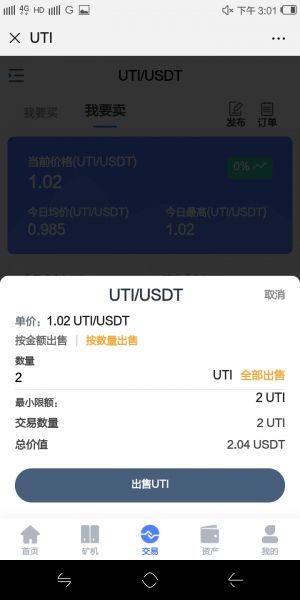 4G HD G 下午 3:01
UTI
UTI/USDT
我要买 我要卖 发布 订单
当前价格(UTI/USDT) 0%
1.02
今日均价(UTI/USDT) 今日最高(UTI/USDT)
0.985 1.02
UTI/USDT 取消
单价: 1.02 UTI/USDT
按金额出售 | 按数量出售
数量
2 UTI 全部出售
最小限额: 2 UTI
交易数量 2 UTI
总价值 2.04 USDT
出售UTI
首页 矿机 交易 资产 我的